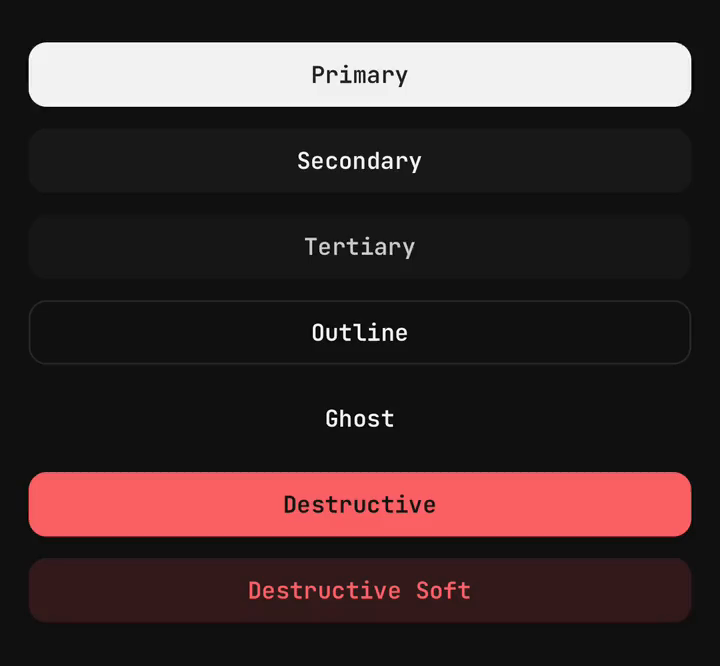 Primary
Secondary
Tertiary
Outline
Ghost
Destructive
Destructive Soft